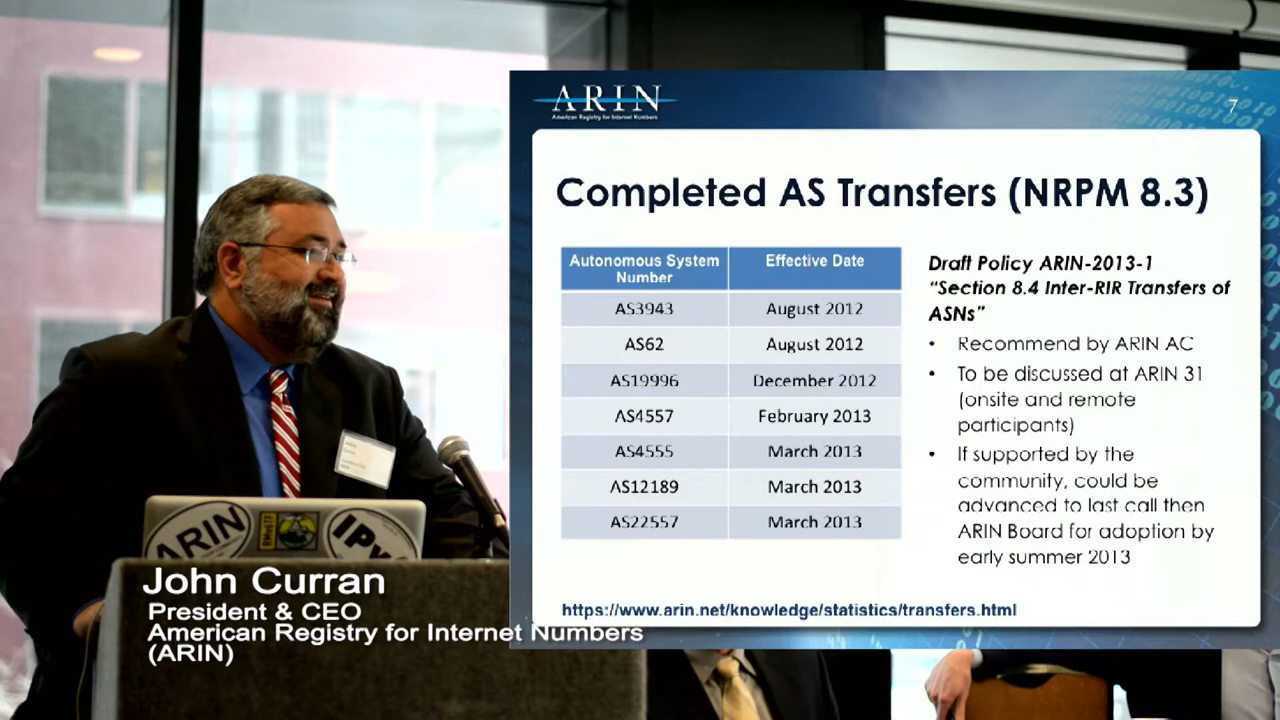 ARIN
American Registry for Internet Numbers
7
Completed AS Transfers (NRPM 8.3)
Autonomous System Number
Effective Date
AS3943 August 2012
AS62 August 2012
AS19996 December 2012
AS4557 February 2013
AS4555 March 2013
AS12189 March 2013
AS22557 March 2013
Draft Policy ARIN-2013-1
“Section 8.4 Inter-RIR Transfers of
ASNs”
• Recommend by ARIN AC
• To be discussed at ARIN 31
(onsite and remote
participants)
• If supported by the
community, could be
advanced to last call then
ARIN Board for adoption by
early summer 2013
https://www.arin.net/knowledge/statistics/transfers.html
ARIN
IPv
John Curran
President & CEO
American Registry for Internet Numbers
(ARIN)